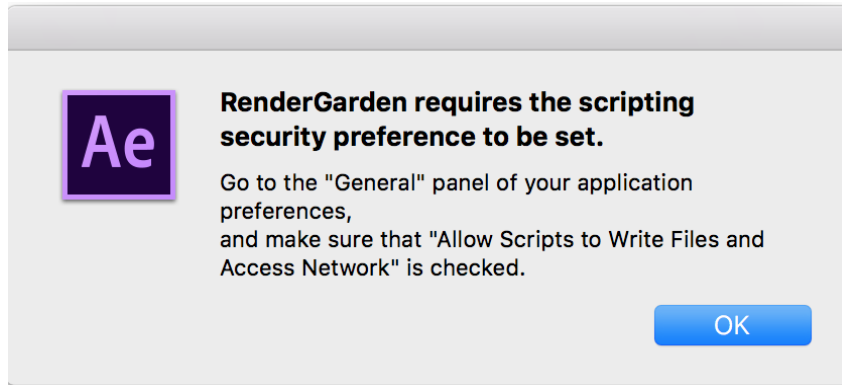 Ae
RenderGarden requires the scripting
security preference to be set.
Go to the "General" panel of your application
preferences,
and make sure that "Allow Scripts to Write Files and
Access Network" is checked.
OK